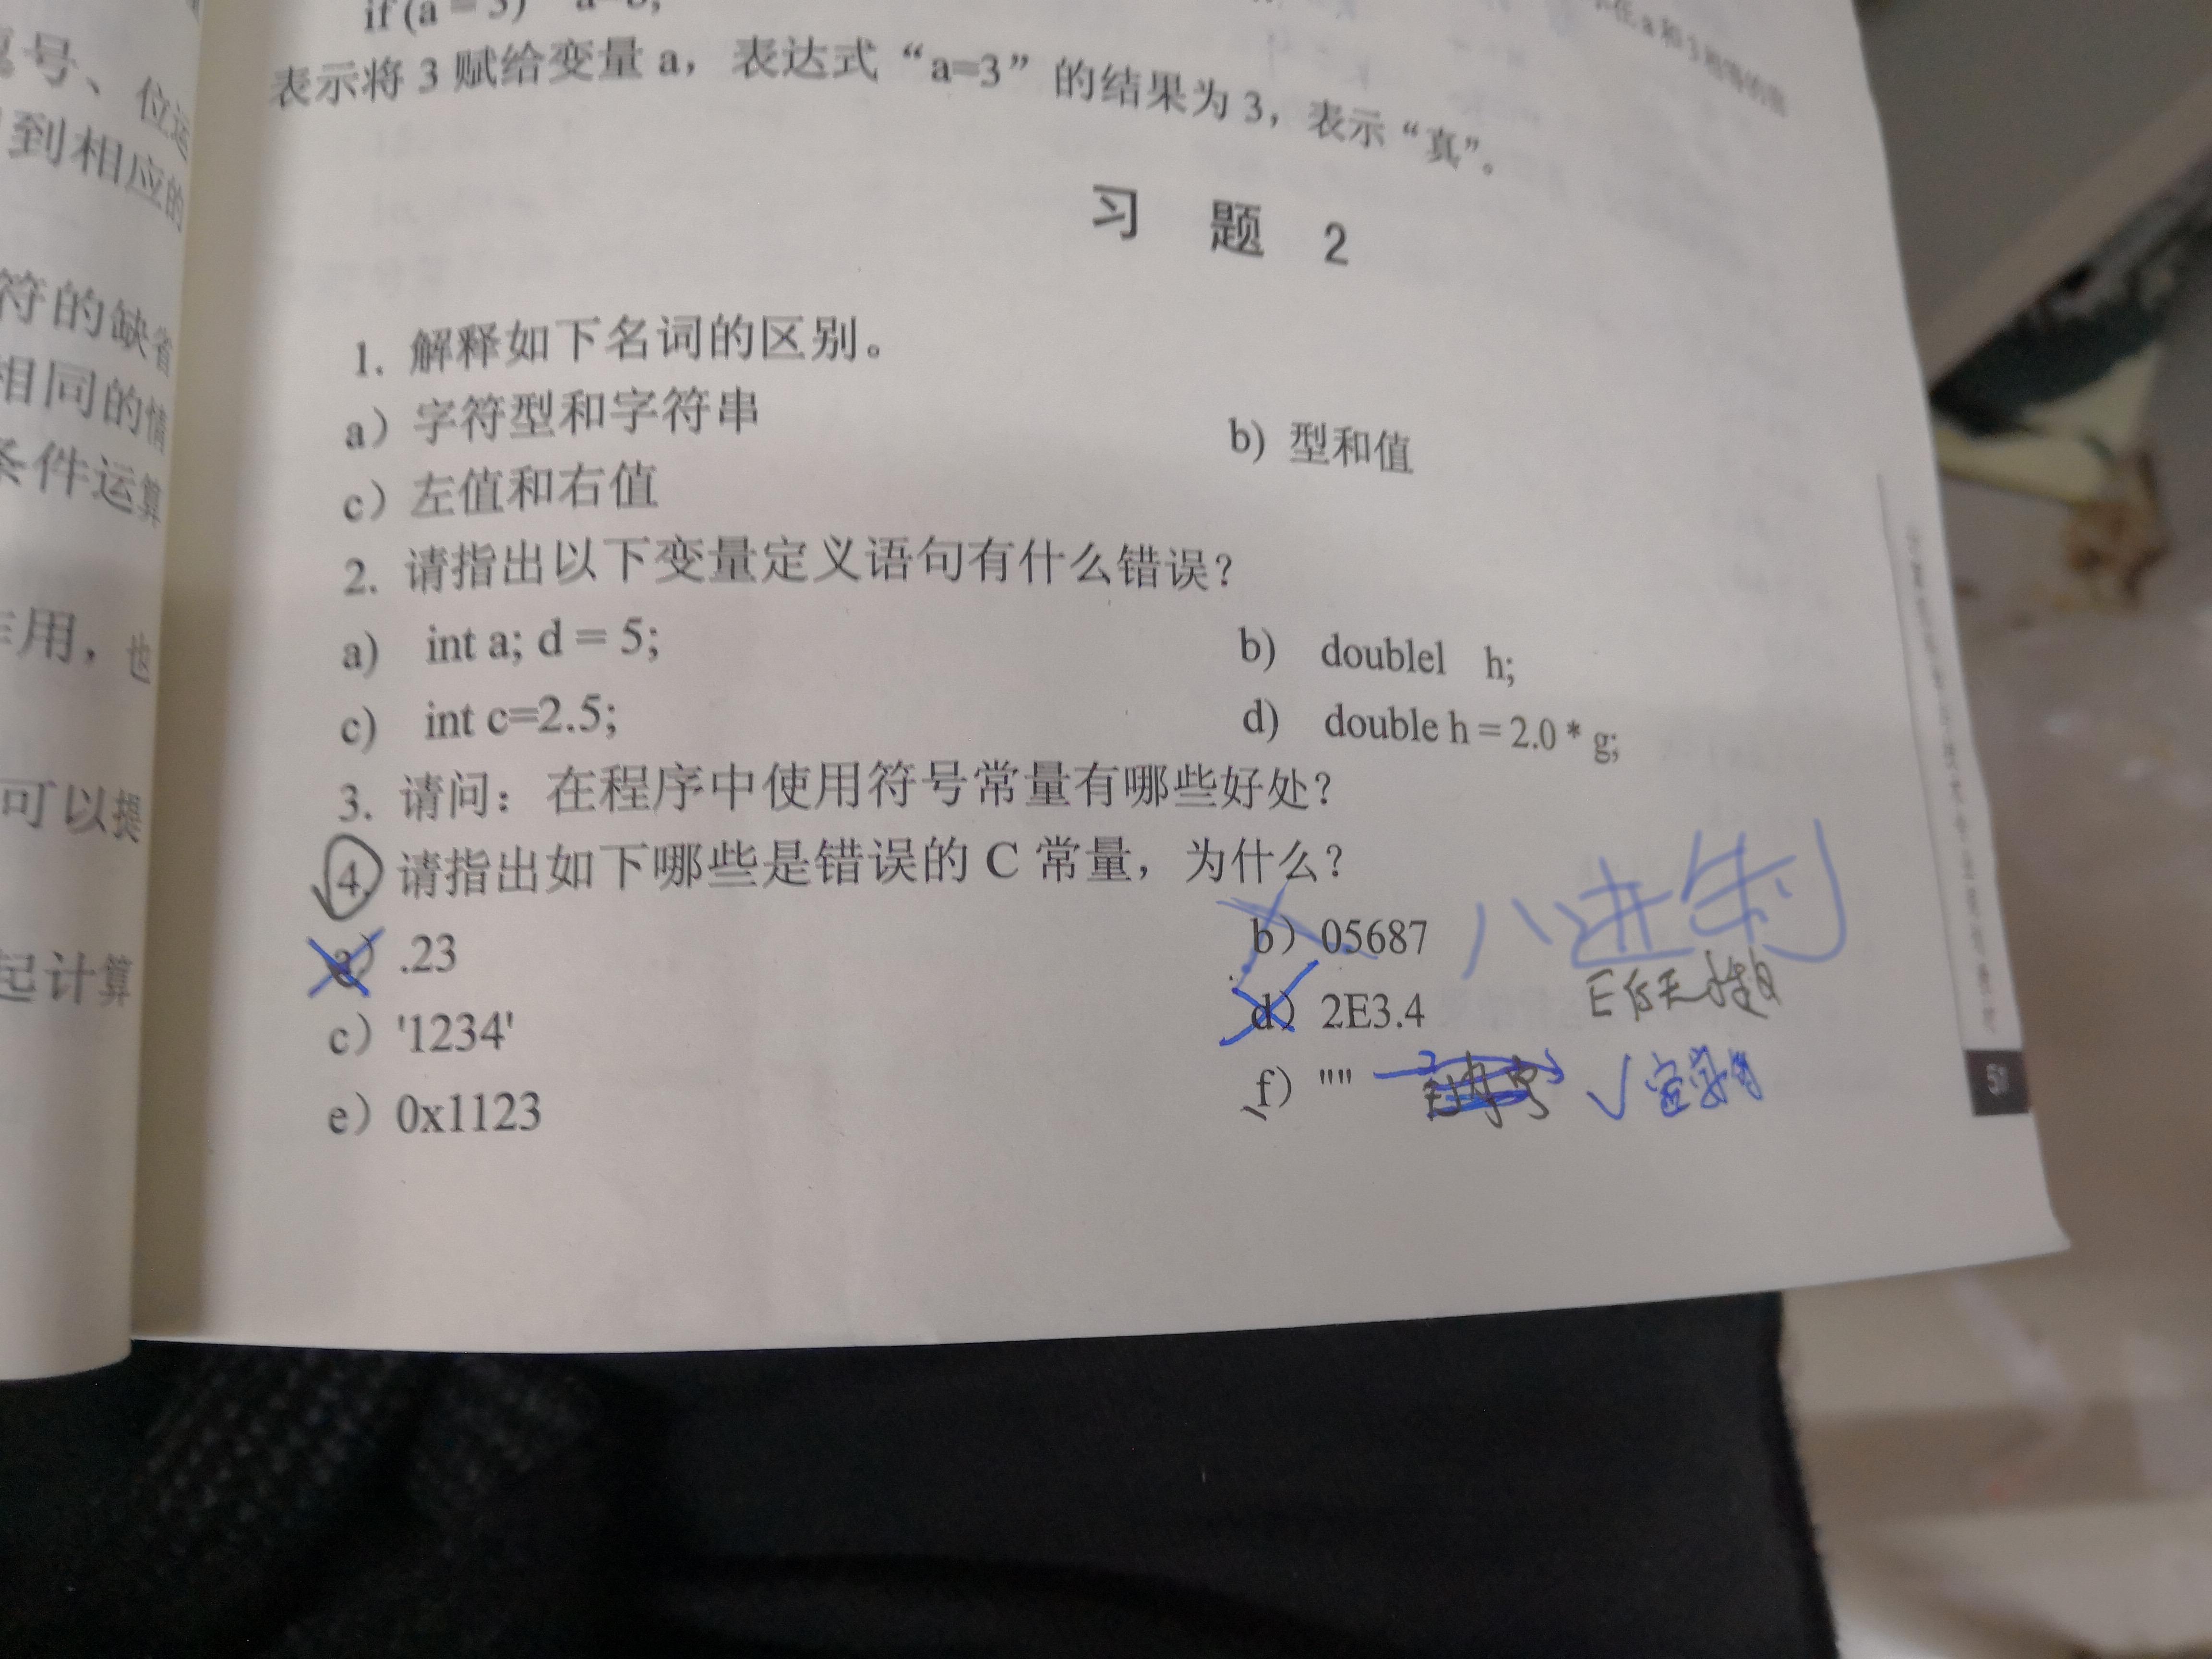 号、位运
到相应的
符的缺省
相同的情
条件运算
用，也
可以提
起计算
if (a = 3)
表示将 3 赋给变量 a，表达式“a=3”的结果为 3，表示“真”。
习 题 2
1. 解释如下名词的区别。
a）字符型和字符串 b) 型和值
c）左值和右值
2. 请指出以下变量定义语句有什么错误？
a) int a; d = 5; b) doublel h;
c) int c=2.5; d) double h = 2.0 * g;
3. 请问：在程序中使用符号常量有哪些好处？
4. 请指出如下哪些是错误的 C 常量，为什么？
a）.23 b）05687 八进制
c）'1234' d）2E3.4 E后无小数
e）0x1123 f）"" √
51